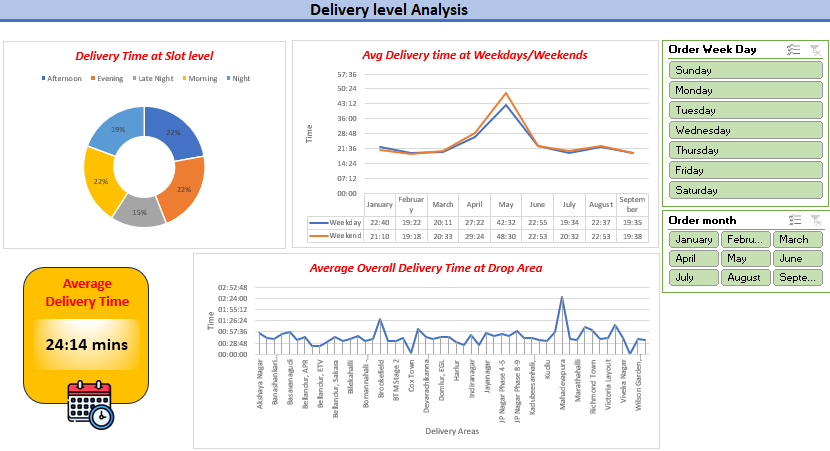 Delivery level Analysis
Delivery Time at Slot level
Afternoon Evening Late Night Morning Night
22%
22%
15%
22%
19%
Avg Delivery time at Weekdays/Weekends
Time
57:36
50:24
43:12
36:00
28:48
21:36
14:24
07:12
00:00
January Februar y March April May June July August Septem ber
Weekday 22:40 19:22 20:11 27:22 42:32 22:55 19:34 22:37 19:35
Weekend 21:10 19:18 20:33 29:24 48:30 22:53 20:32 22:53 19:38
Order Week Day
Sunday
Monday
Tuesday
Wednesday
Thursday
Friday
Saturday
Order month
January Febru... March
April May June
July August Septe...
Average
Delivery Time
24:14 mins
Average Overall Delivery Time at Drop Area
Time
02:52:48
02:24:00
01:55:12
01:26:24
00:57:36
00:28:48
00:00:00
Akshaya Nagar
Banashankari...
Basavanagudi
Bellandur, APR
Bellandur, ETV
Bellandur, Sakara
Bilekahalli
Bomannahalli -...
Brookefield
BTM Stage 2
Cox Town
Devarachikanna...
Domlur, EGL
Harlur
Indiranagar
Jayanagar
JP Nagar Phase 4-5
JP Nagar Phase 8-9
Kadubeesanhalli,...
Kudlu
Mahadevapura
Marathahalli
Richmond Town
Victoria Layout
Viveka Nagar
Wilson Garden,...
Delivery Areas